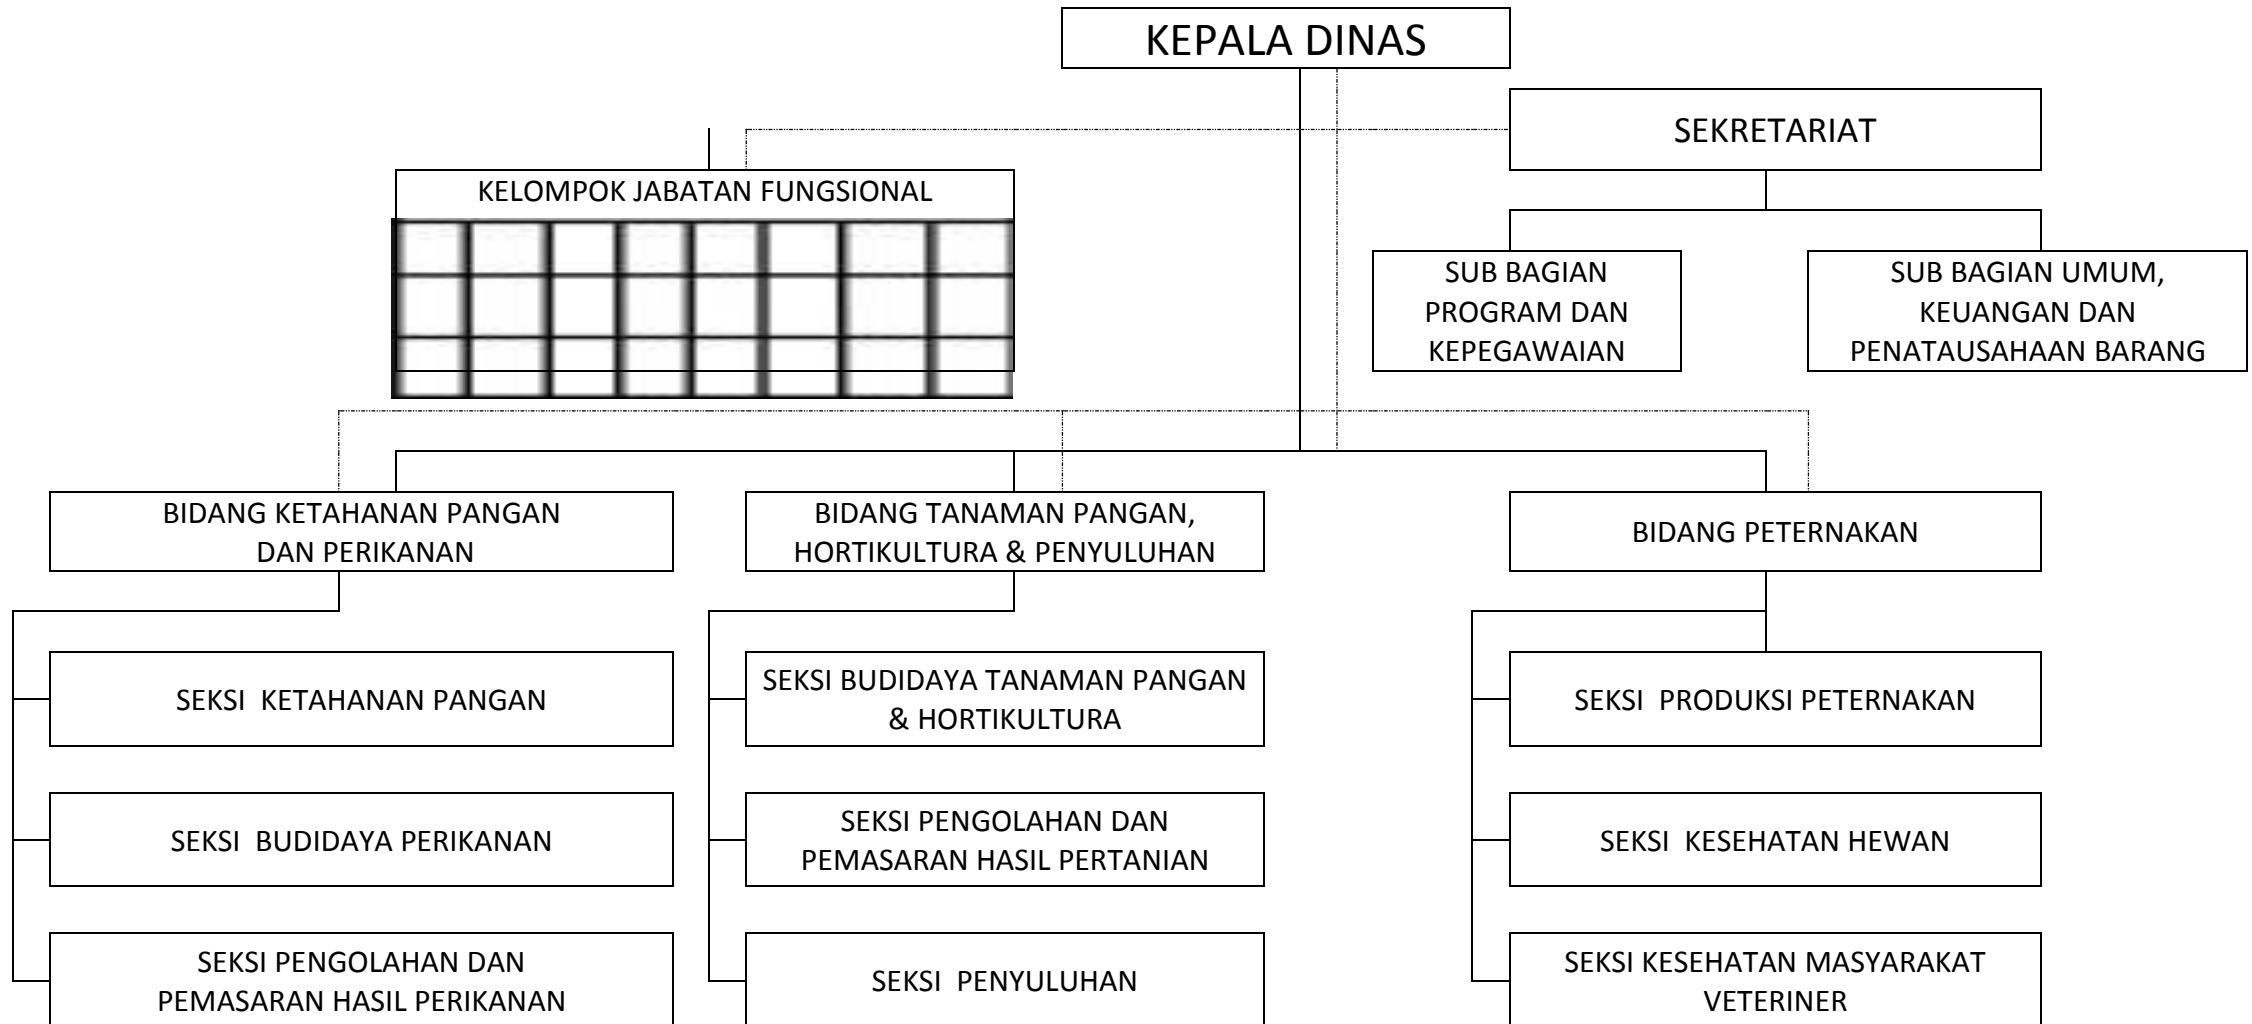 KEPALA DINAS
SEKRETARIAT
KELOMPOK JABATAN FUNGSIONAL
SUB BAGIAN
PROGRAM DAN
KEPEGAWAIAN
SUB BAGIAN UMUM,
KEUANGAN DAN
PENATAUSAHAAN BARANG
BIDANG KETAHANAN PANGAN
DAN PERIKANAN
BIDANG TANAMAN PANGAN,
HORTIKULTURA & PENYULUHAN
BIDANG PETERNAKAN
SEKSI  KETAHANAN PANGAN
SEKSI BUDIDAYA TANAMAN PANGAN
& HORTIKULTURA
SEKSI  PRODUKSI PETERNAKAN
SEKSI  BUDIDAYA PERIKANAN
SEKSI PENGOLAHAN DAN
PEMASARAN HASIL PERTANIAN
SEKSI  KESEHATAN HEWAN
SEKSI PENGOLAHAN DAN
PEMASARAN HASIL PERIKANAN
SEKSI  PENYULUHAN
SEKSI KESEHATAN MASYARAKAT
VETERINER